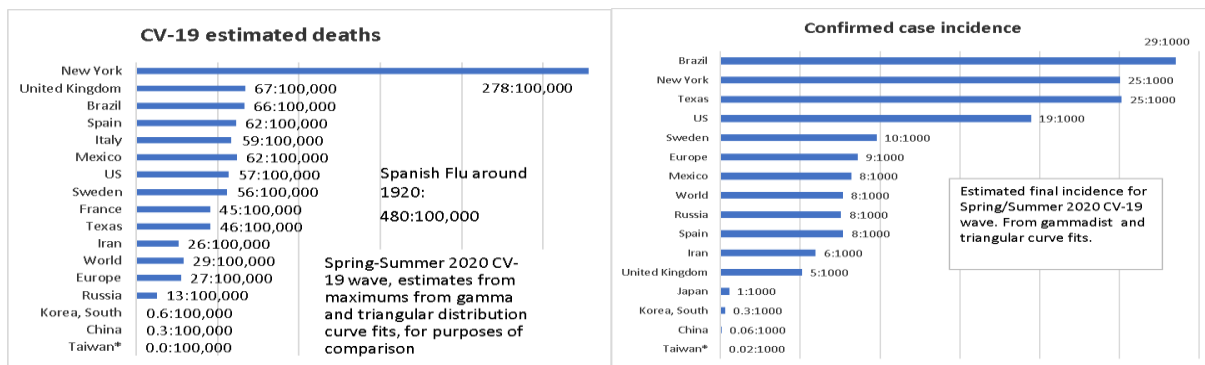 CV-19 estimated deaths
New York 278:100,000
United Kingdom 67:100,000
Brazil 66:100,000
Spain 62:100,000
Italy 59:100,000
Mexico 62:100,000
US 57:100,000
Sweden 56:100,000
France 45:100,000
Texas 46:100,000
Iran 26:100,000
World 29:100,000
Europe 27:100,000
Russia 13:100,000
Korea, South 0.6:100,000
China 0.3:100,000
Taiwan* 0.0:100,000
Spanish Flu around
1920:
480:100,000
Spring-Summer 2020 CV-
19 wave, estimates from
maximums from gamma
and triangular distribution
curve fits, for purposes of
comparison
Confirmed case incidence
Brazil 29:1000
New York 25:1000
Texas 25:1000
US 19:1000
Sweden 10:1000
Europe 9:1000
Mexico 8:1000
World 8:1000
Russia 8:1000
Spain 8:1000
Iran 6:1000
United Kingdom 5:1000
Japan 1:1000
Korea, South 0.3:1000
China 0.06:1000
Taiwan* 0.02:1000
Estimated final incidence for
Spring/Summer 2020 CV-19
wave. From gammadist and
triangular curve fits.